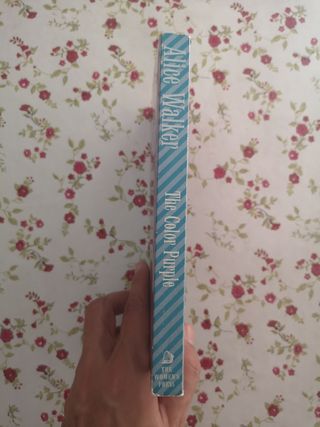 Alice Walker
The Color Purple
THE
WOMEN'S
PRESS